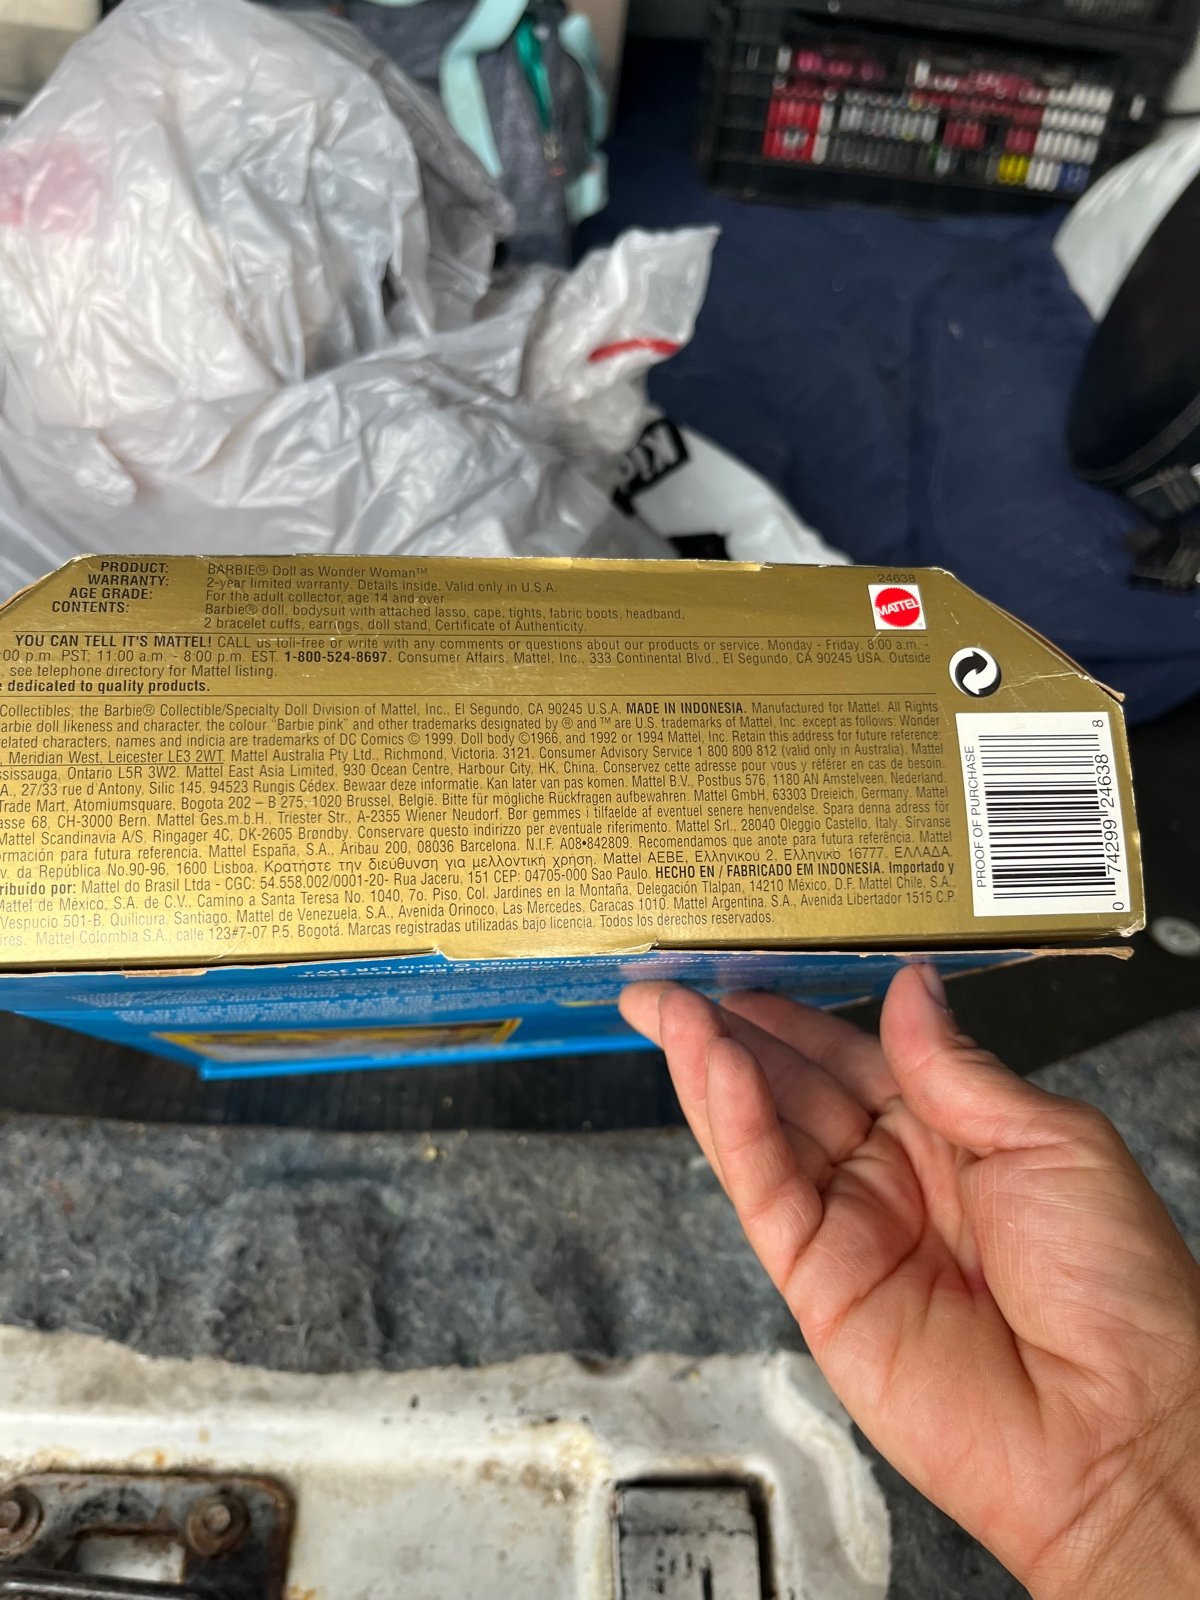 PRODUCT: BARBIE® Doll as Wonder Woman™
WARRANTY: 2-year limited warranty. Details inside. Valid only in U.S.A.
AGE GRADE: For the adult collector, age 14 and over.
CONTENTS: Barbie® doll, bodysuit with attached lasso, cape, tights, fabric boots, headband,
2 bracelet cuffs, earrings, doll stand, Certificate of Authenticity.
24638
MATTEL
YOU CAN TELL IT'S MATTEL! CALL us toll-free or write with any comments or questions about our products or service. Monday - Friday. 8:00 a.m. -
:00 p.m. PST; 11:00 a.m. - 8:00 p.m. EST. 1-800-524-8697. Consumer Affairs, Mattel, Inc., 333 Continental Blvd., El Segundo, CA 90245 USA. Outside
, see telephone directory for Mattel listing.
dedicated to quality products.
Collectibles, the Barbie® Collectible/Specialty Doll Division of Mattel, Inc., El Segundo, CA 90245 U.S.A. MADE IN INDONESIA. Manufactured for Mattel. All Rights
arbie doll likeness and character, the colour "Barbie pink" and other trademarks designated by ® and ™ are U.S. trademarks of Mattel, Inc. except as follows: Wonder
related characters, names and indicia are trademarks of DC Comics © 1999. Doll body ©1966, and 1992 or 1994 Mattel, Inc. Retain this address for future reference:
, Meridian West, Leicester LE3 2WT. Mattel Australia Pty Ltd., Richmond, Victoria. 3121. Consumer Advisory Service 1 800 800 812 (valid only in Australia). Mattel
ssissauga, Ontario L5R 3W2. Mattel East Asia Limited, 930 Ocean Centre, Harbour City, HK, China. Conservez cette adresse pour vous y référer en cas de besoin.
A., 27/33 rue d'Antony, Silic 145, 94523 Rungis Cédex. Bewaar deze informatie. Kan later van pas komen. Mattel B.V., Postbus 576, 1180 AN Amstelveen, Nederland.
Trade Mart, Atomiumsquare, Bogota 202 – B 275, 1020 Brussel, België. Bitte für mögliche Rückfragen aufbewahren. Mattel GmbH, 63303 Dreieich, Germany. Mattel
asse 68, CH-3000 Bern. Mattel Ges.m.b.H., Triester Str., A-2355 Wiener Neudorf. Bør gemmes i tilfælde af eventuel senere henvendelse. Spara denna adress för
Mattel Scandinavia A/S, Ringager 4C, DK-2605 Brøndby. Conservare questo indirizzo per eventuale riferimento. Mattel Srl., 28040 Oleggio Castello, Italy. Sirvanse
ormación para futura referencia. Mattel España, S.A., Aribau 200, 08036 Barcelona. N.I.F. A08•842809. Recomendamos que anote para futura referência. Mattel
v. da República No.90-96, 1600 Lisboa. Κρατήστε την διεύθυνση για μελλοντική χρήση. Mattel AEBE, Ελληνικού 2. Ελληνικό 16777. ΕΛΛΑΔΑ.
ribuído por: Mattel do Brasil Ltda - CGC: 54.558.002/0001-20- Rua Jaceru, 151 CEP: 04705-000 Sao Paulo. HECHO EN / FABRICADO EM INDONESIA. Importado y
Mattel de México, S.A. de C.V., Camino a Santa Teresa No. 1040, 7o. Piso, Col. Jardines en la Montaña, Delegación Tlalpan, 14210 México, D.F. Mattel Chile, S.A.,
Vespucio 501-B, Quilicura, Santiago. Mattel de Venezuela, S.A., Avenida Orinoco, Las Mercedes, Caracas 1010. Mattel Argentina, S.A., Avenida Libertador 1515 C.P.
Mattel Colombia S.A., calle 123#7-07 P.5, Bogotá. Marcas registradas utilizadas bajo licencia. Todos los derechos reservados.
PROOF OF PURCHASE
0 74299 24638 8